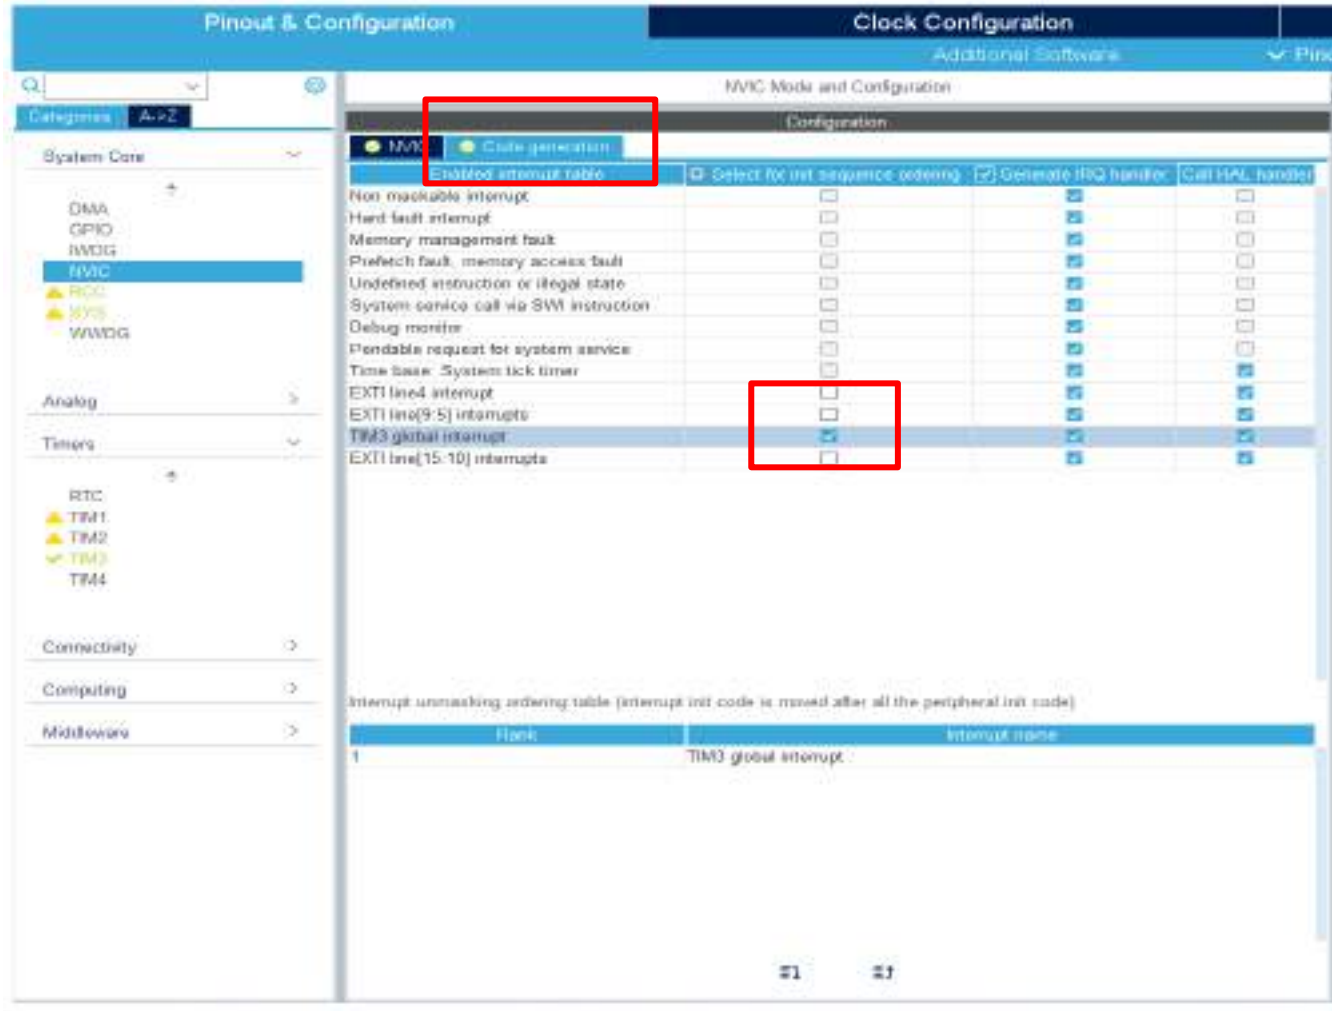 Pinout & Configuration
Clock Configuration
Additional Software
Pinc
NVIC Mode and Configuration
Categories A->Z
Configuration
System Core
NVIC Code generation
Enabled interrupt table Select for init sequence ordering Generate IRQ handler Call HAL handler
Non maskable interrupt
Hard fault interrupt
Memory management fault
Prefetch fault, memory access fault
Undefined instruction or illegal state
System service call via SWI instruction
Debug monitor
Pendable request for system service
Time base: System tick timer
EXTI line4 interrupt
EXTI line[9:5] interrupts
TIM3 global interrupt
EXTI line[15:10] interrupts
DMA
GPIO
IWDG
NVIC
RCC
SYS
WWDG
Analog
Timers
RTC
TIM1
TIM2
TIM3
TIM4
Connectivity
Computing
Middleware
Interrupt unmasking ordering table (interrupt init code is moved after all the peripheral init code)
Rank Interrupt name
1 TIM3 global interrupt